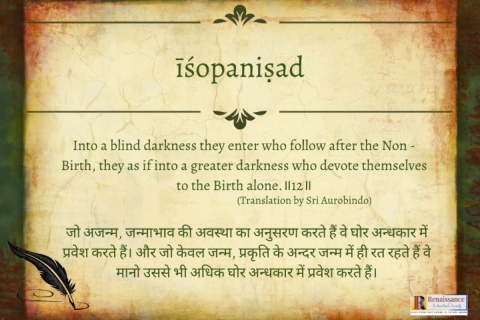 īśopaniṣad
Into a blind darkness they enter who follow after the Non -
Birth, they as if into a greater darkness who devote themselves
to the Birth alone.॥12॥
(Translation by Sri Aurobindo)
जो अजन्म, जन्माभाव की अवस्था का अनुसरण करते हैं वे घोर अन्धकार में
प्रवेश करते हैं। और जो केवल जन्म, प्रकृति के अन्दर जन्म में ही रत रहते हैं वे
मानो उससे भी अधिक घोर अन्धकार में प्रवेश करते हैं।
Renaissance